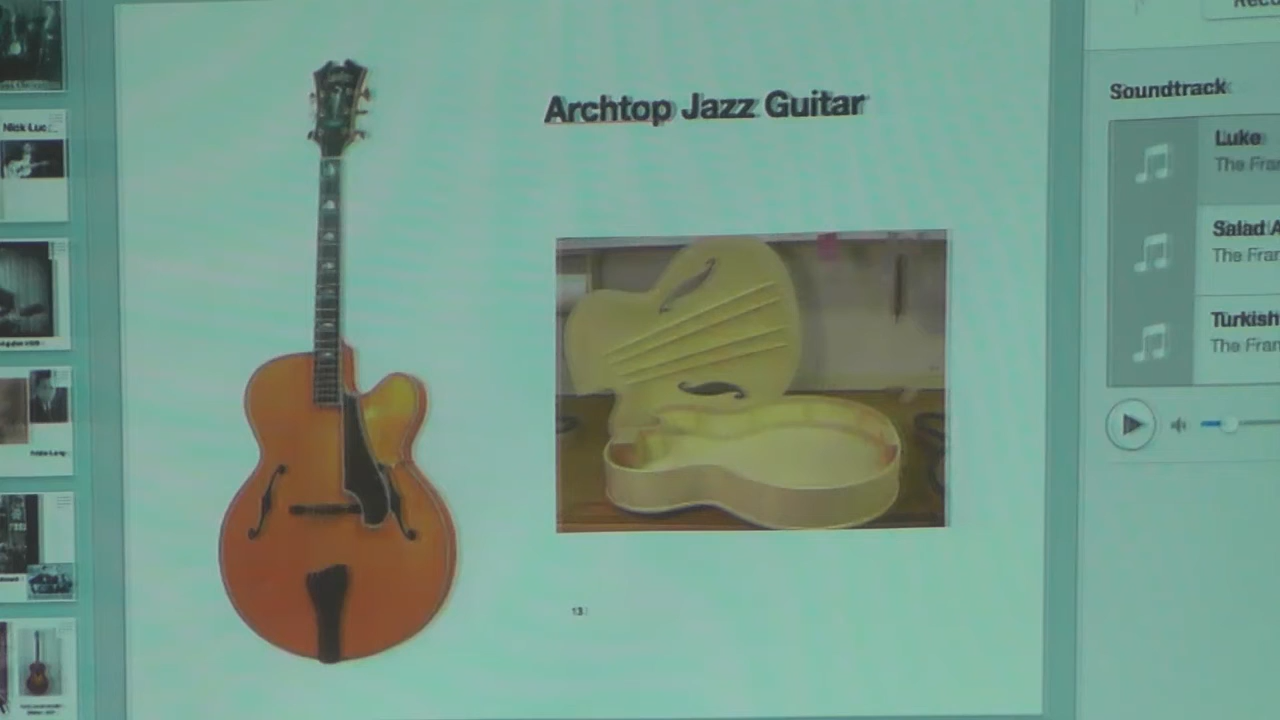 Nick Luc
Archtop Jazz Guitar
13
Soundtrack
Luke
The Fra
Salad A
The Fran
Turkish
The Fran